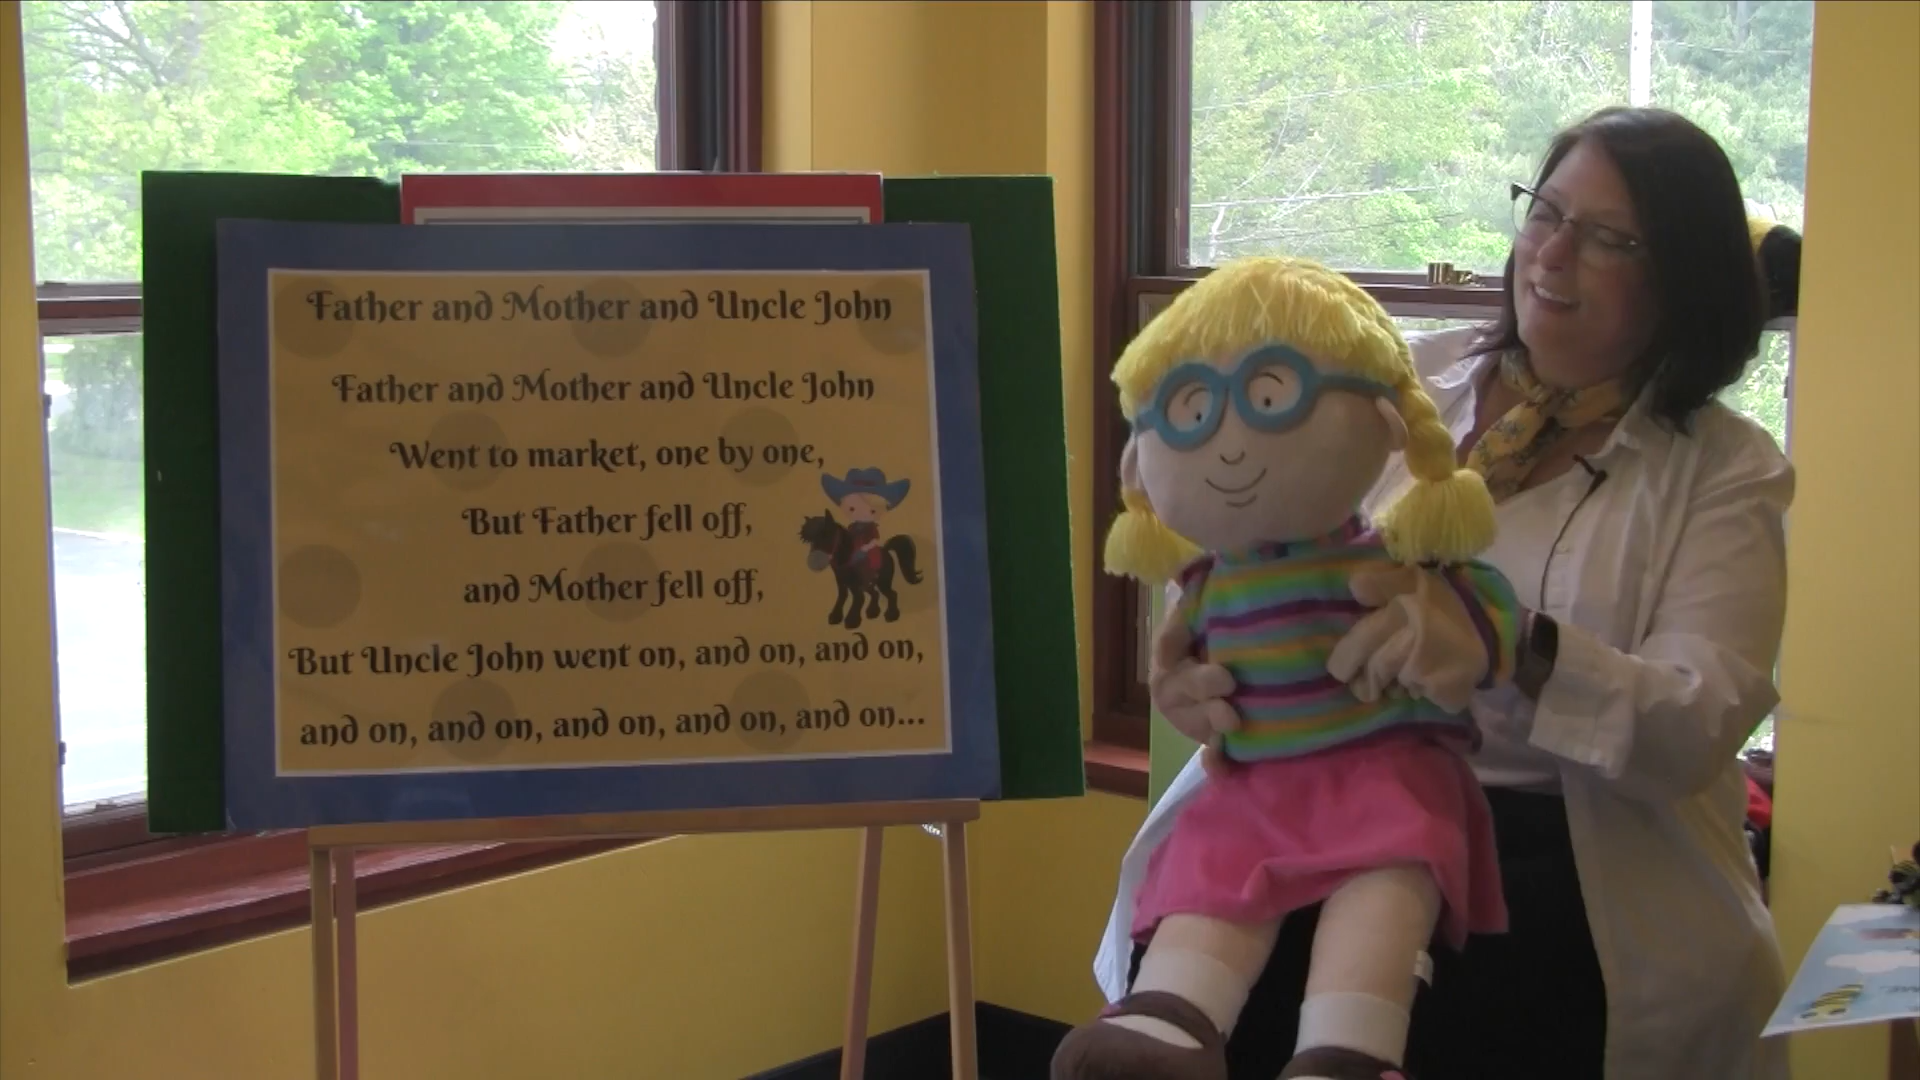 Father and Mother and Uncle John
Father and Mother and Uncle John
Went to market, one by one,
But Father fell off,
and Mother fell off,
But Uncle John went on, and on, and on,
and on, and on, and on, and on, and on...